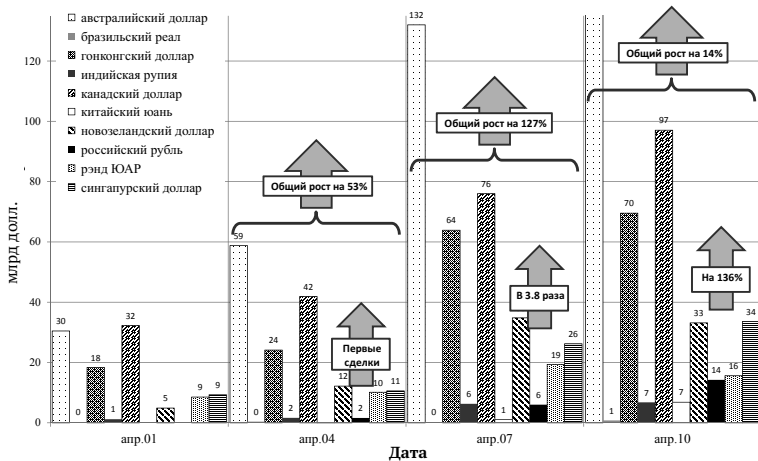 австралийский доллар
бразильский реал
гонконгский доллар
индийская рупия
канадский доллар
китайский юань
новозеландский доллар
российский рубль
рэнд ЮАР
сингапурский доллар
млрд долл.
120
100
80
60
40
20
0
30
0
18
1
32
5
9
9
59
0
24
2
42
12
2
10
11
Общий рост на 53%
Первые
сделки
132
0
64
6
76
1
6
19
26
Общий рост на 127%
В 3.8 раза
1
70
7
97
7
33
14
16
34
Общий рост на 14%
На 136%
апр.01
апр.04
апр.07
апр.10
Дата